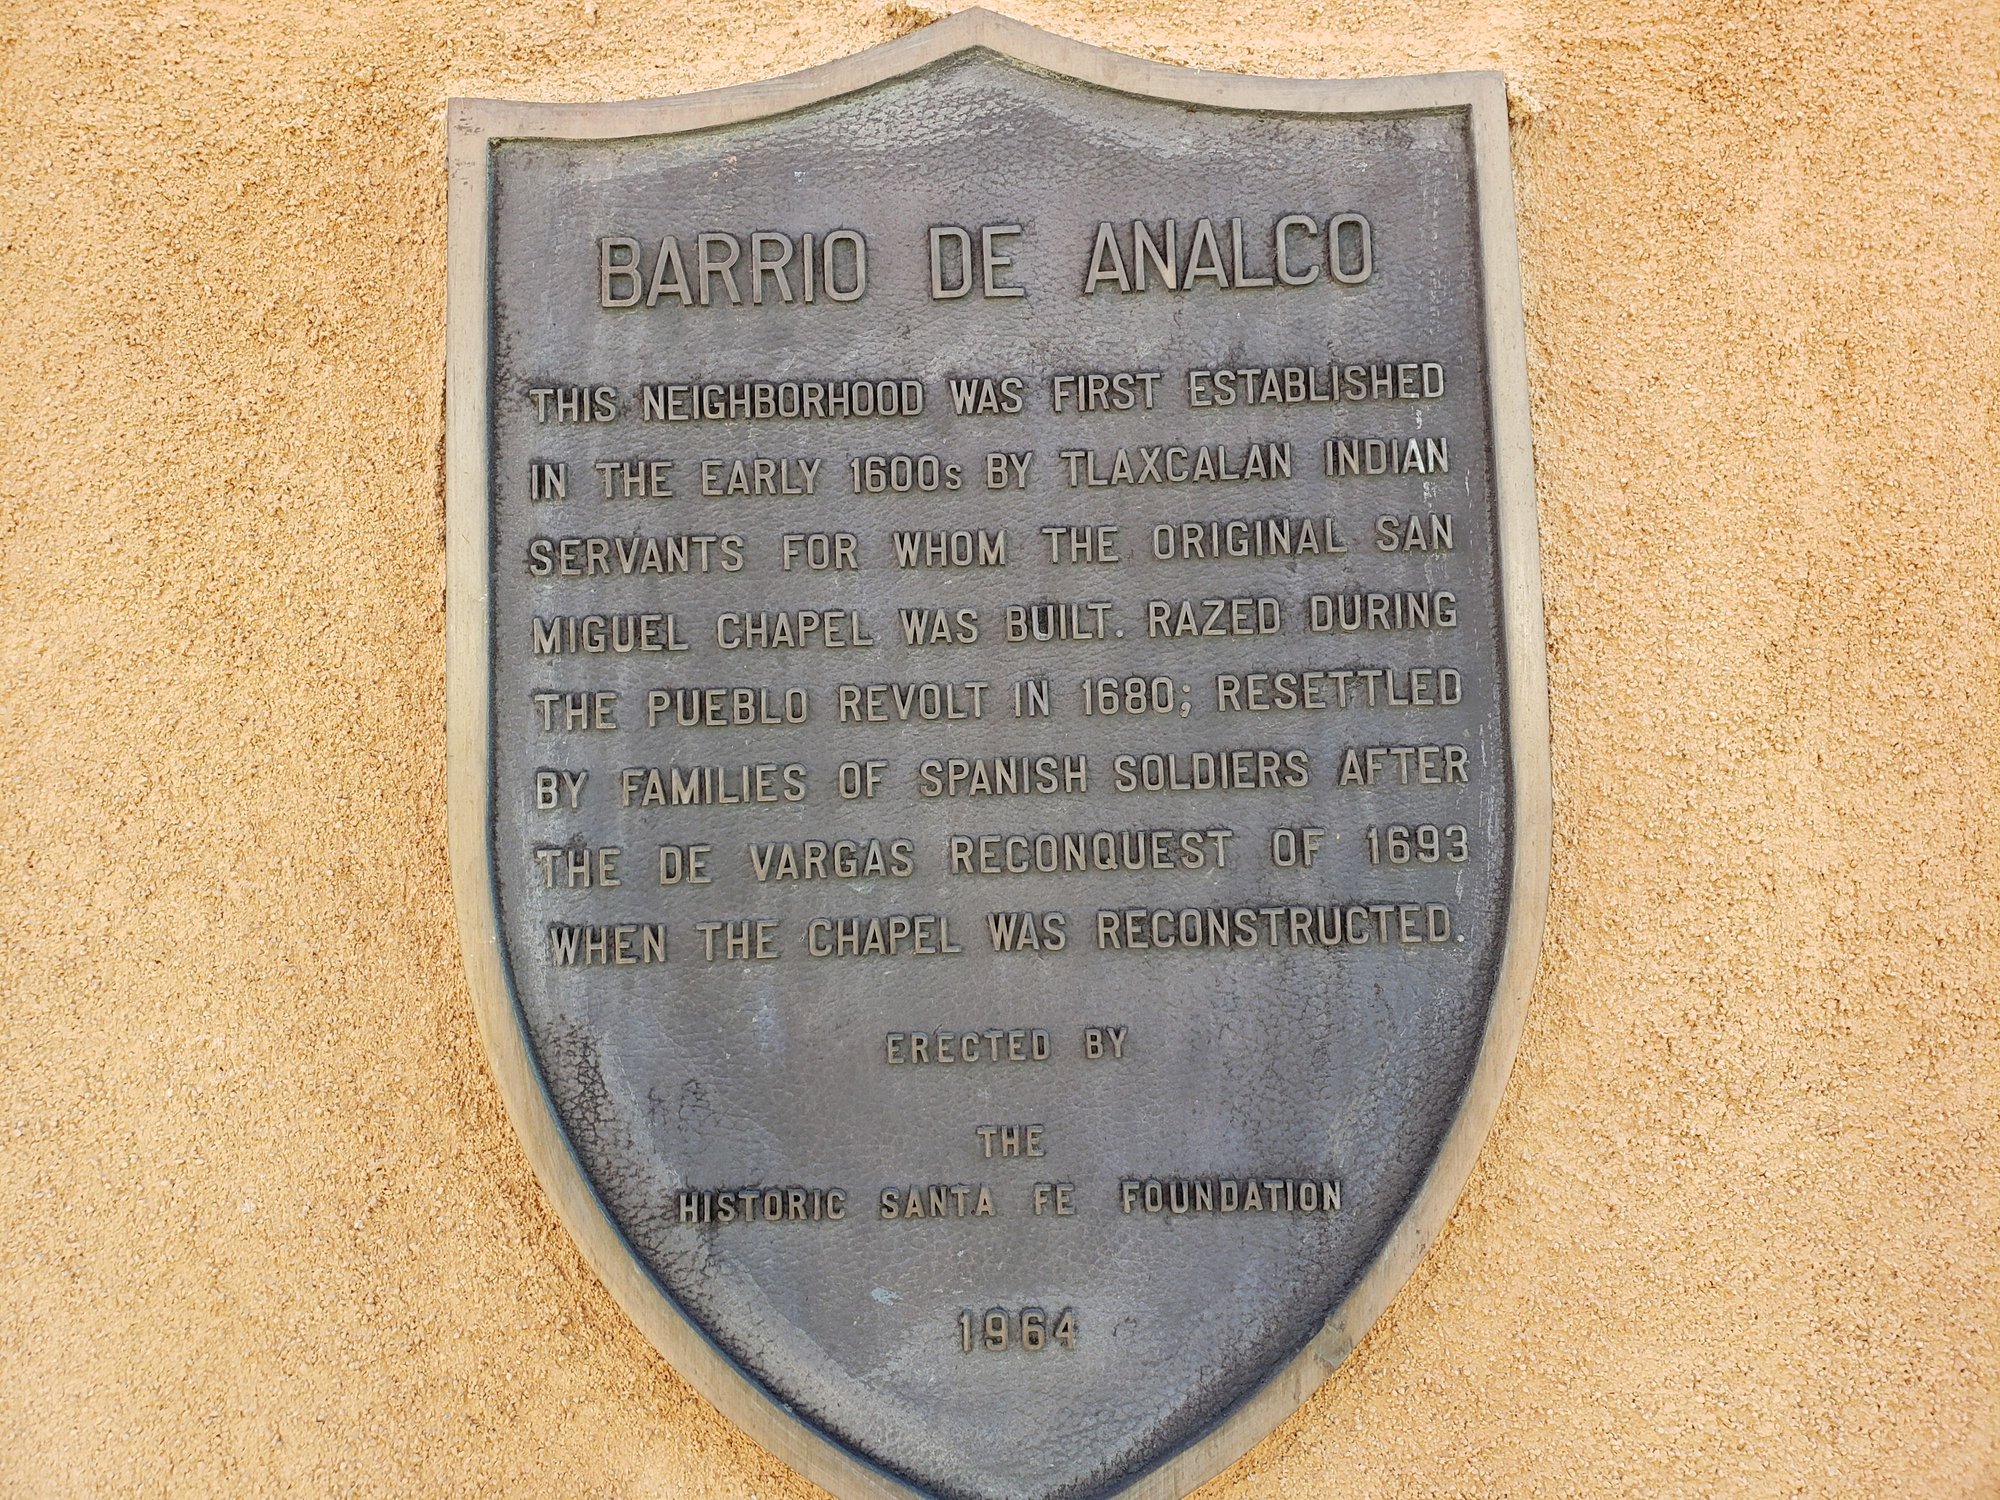 BARRIO DE ANALCO
THIS NEIGHBORHOOD WAS FIRST ESTABLISHED
IN THE EARLY 1600s BY TLAXCALAN INDIAN
SERVANTS FOR WHOM THE ORIGINAL SAN
MIGUEL CHAPEL WAS BUILT. RAZED DURING
THE PUEBLO REVOLT IN 1680; RESETTLED
BY FAMILIES OF SPANISH SOLDIERS AFTER
THE DE VARGAS RECONQUEST OF 1693
WHEN THE CHAPEL WAS RECONSTRUCTED.
ERECTED BY
THE
HISTORIC SANTA FE FOUNDATION
1964